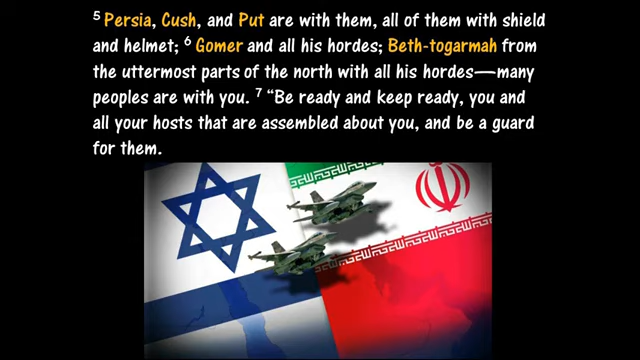 ⁵ Persia, Cush, and Put are with them, all of them with shield
and helmet; ⁶ Gomer and all his hordes; Beth-togarmah from
the uttermost parts of the north with all his hordes—many
peoples are with you. ⁷ “Be ready and keep ready, you and
all your hosts that are assembled about you, and be a guard
for them.